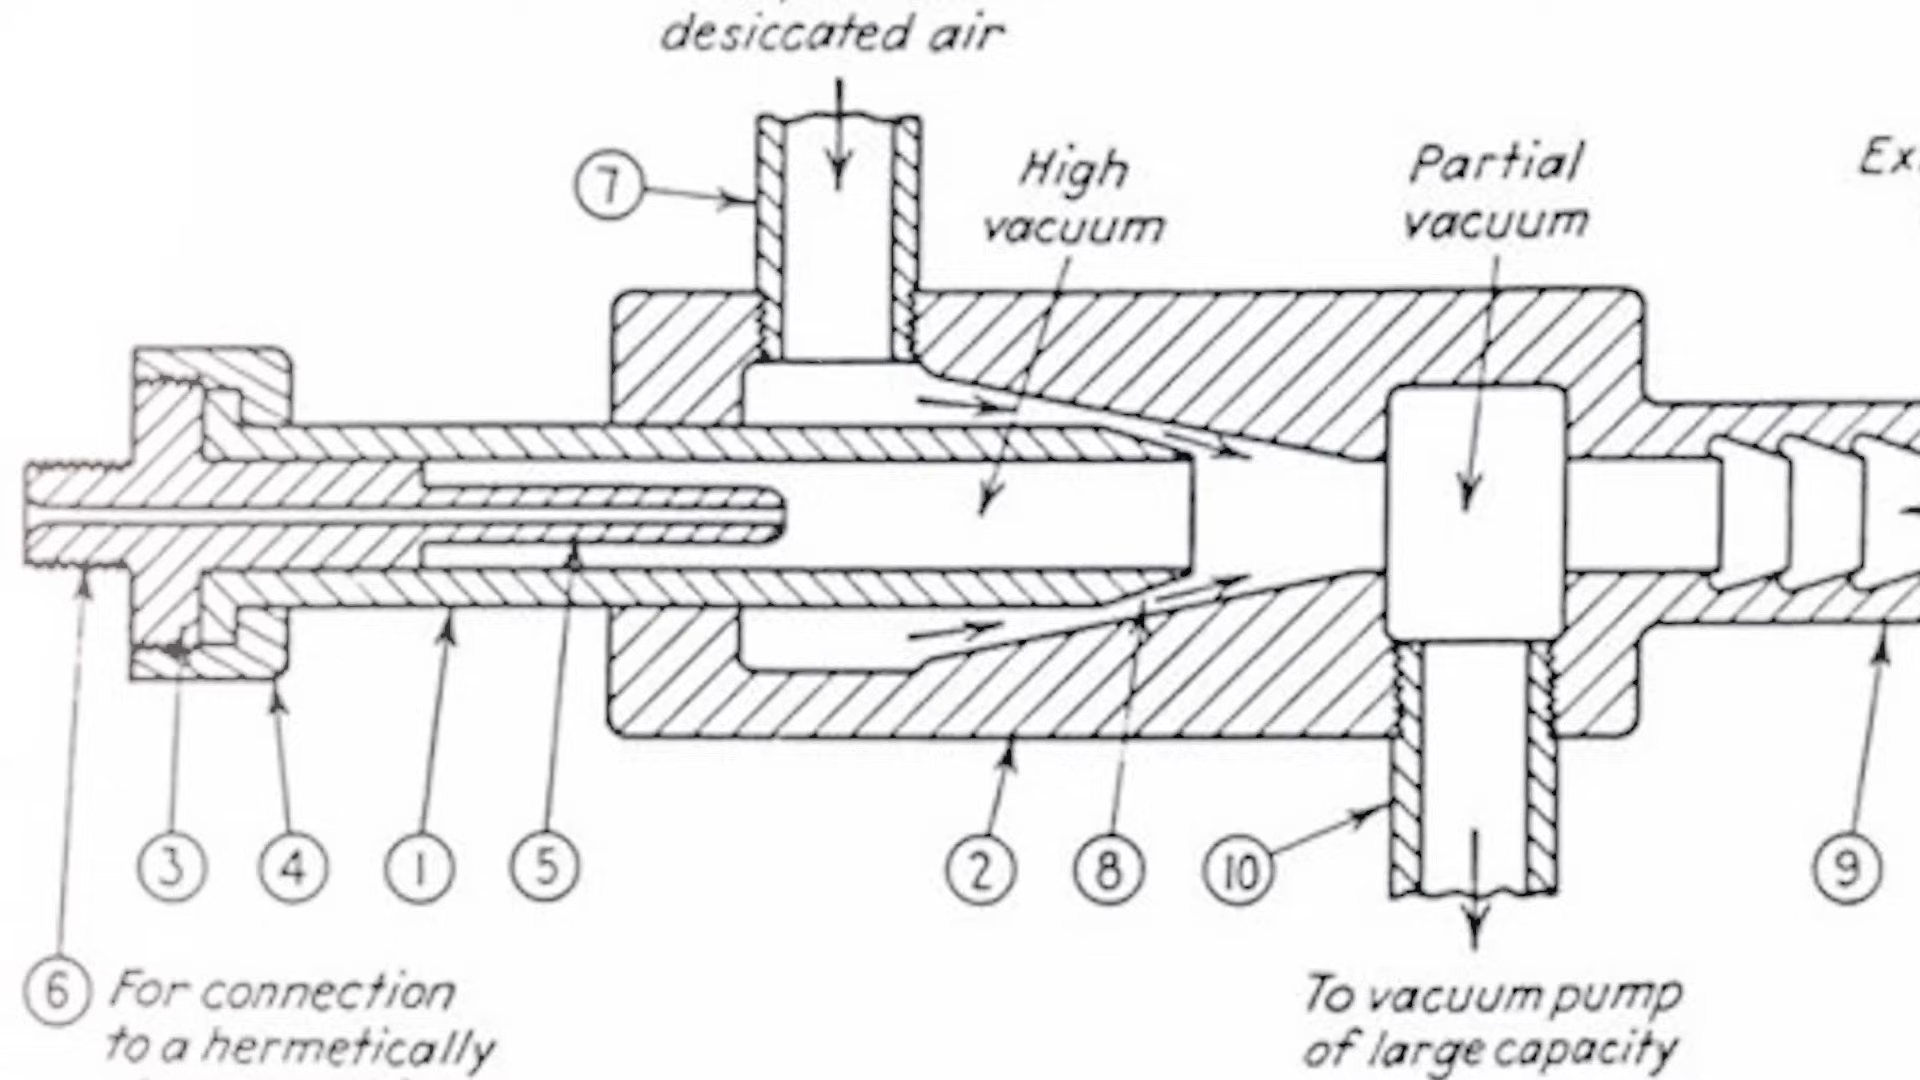 desiccated air
7
High
vacuum
Partial
vacuum
3
4
1
5
2
8
10
9
6
For connection
to a hermetically
To vacuum pump
of large capacity